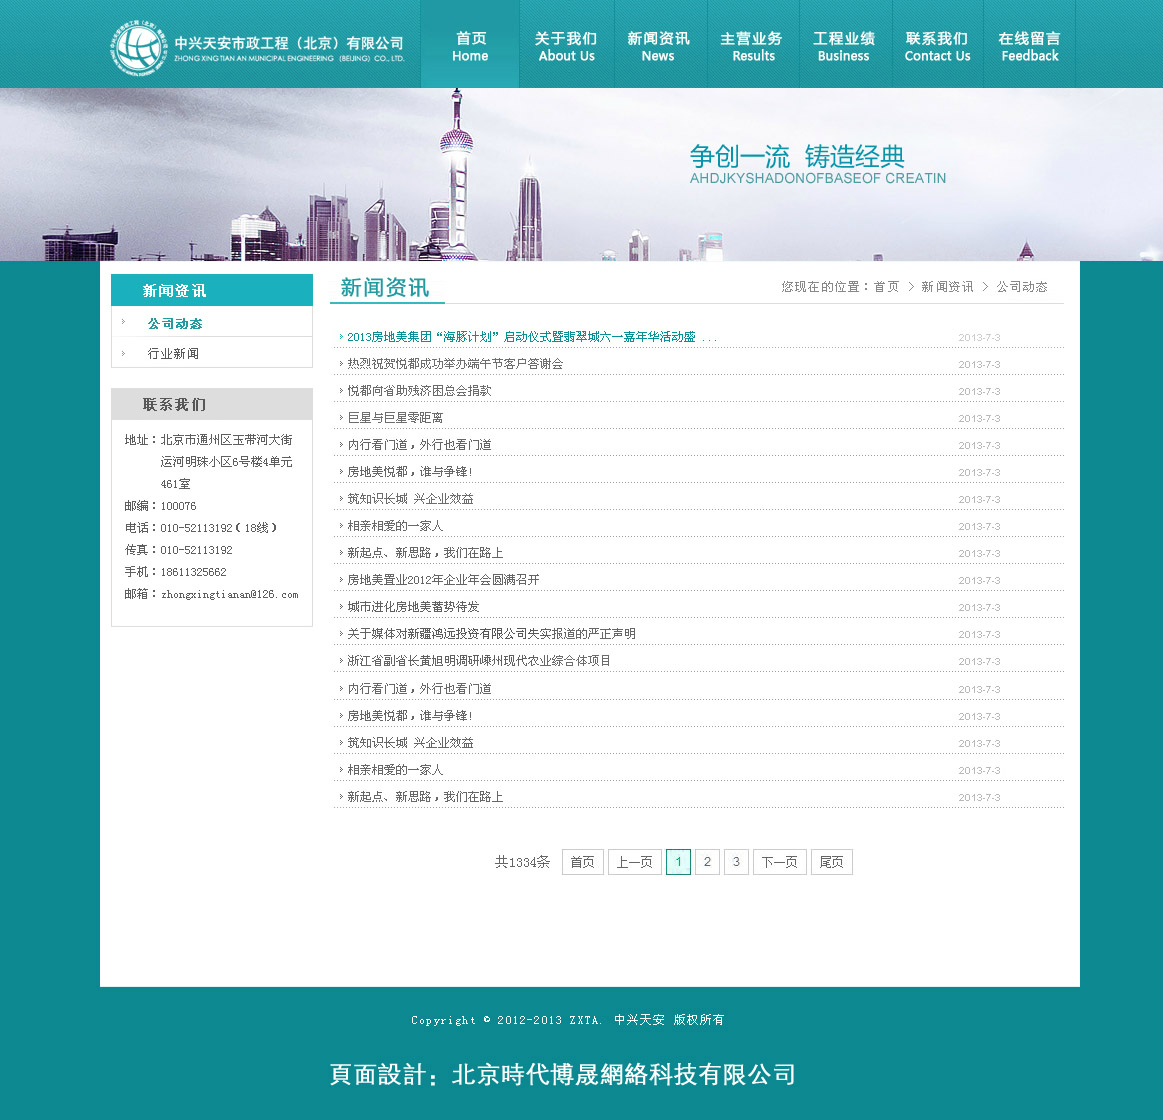 中兴天安市政工程（北京）有限公司
ZHONG XING TIAN AN MUNICIPAL ENGINEERING (BEIJING) CO., LTD.
首页 关于我们 新闻资讯 主营业务 工程业绩 联系我们 在线留言
Home About Us News Results Business Contact Us Feedback
争创一流 铸造经典
AHDJKYSHADONOFBASEOF CREATIN
新闻资讯
公司动态
行业新闻
联系我们
地址：北京市通州区玉带河大街
运河明珠小区6号楼4单元
461室
邮编：100076
电话：010-52113192（18线）
传真：010-52113192
手机：18611325662
邮箱：zhongxingtianan@126.com
新闻资讯
您现在的位置：首页 > 新闻资讯 > 公司动态
2013房地美集团“海豚计划”启动仪式暨翡翠城六一嘉年华活动盛 ... 2013-7-3
热烈祝贺悦都成功举办端午节客户答谢会 2013-7-3
悦都向省助残济困总会捐款 2013-7-3
巨星与巨星零距离 2013-7-3
内行看门道，外行也看门道 2013-7-3
房地美悦都，谁与争锋! 2013-7-3
筑知识长城 兴企业效益 2013-7-3
相亲相爱的一家人 2013-7-3
新起点、新思路，我们在路上 2013-7-3
房地美置业2012年企业年会圆满召开 2013-7-3
城市进化房地美蓄势待发 2013-7-3
关于媒体对新疆鸿远投资有限公司失实报道的严正声明 2013-7-3
浙江省副省长黄旭明调研嵊州现代农业综合体项目 2013-7-3
内行看门道，外行也看门道 2013-7-3
房地美悦都，谁与争锋! 2013-7-3
筑知识长城 兴企业效益 2013-7-3
相亲相爱的一家人 2013-7-3
新起点、新思路，我们在路上 2013-7-3
共1334条 首页 上一页 1 2 3 下一页 尾页
Copyright © 2012-2013 ZXTA. 中兴天安 版权所有
頁面設計：北京時代博晟網絡科技有限公司